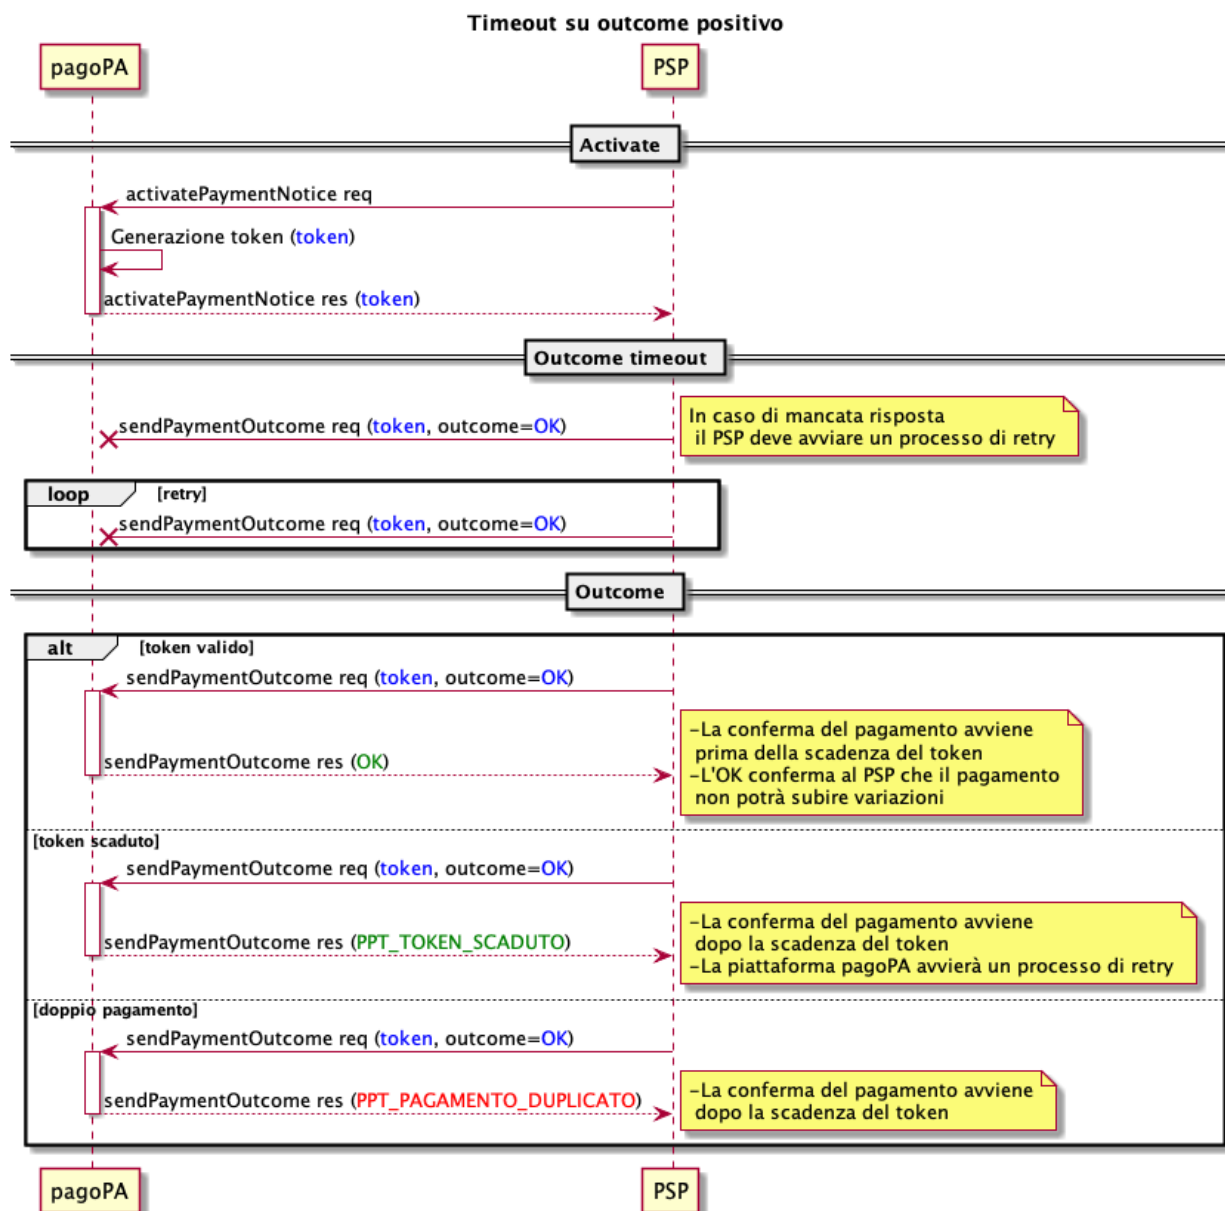 Timeout su outcome positivo
pagoPA
PSP
Activate
activatePaymentNotice req
Generazione token (token)
activatePaymentNotice res (token)
Outcome timeout
sendPaymentOutcome req (token, outcome=OK)
In caso di mancata risposta
il PSP deve avviare un processo di retry
loop
[retry]
sendPaymentOutcome req (token, outcome=OK)
Outcome
alt
[token valido]
sendPaymentOutcome req (token, outcome=OK)
sendPaymentOutcome res (OK)
-La conferma del pagamento avviene
prima della scadenza del token
-L'OK conferma al PSP che il pagamento
non potrà subire variazioni
[token scaduto]
sendPaymentOutcome req (token, outcome=OK)
sendPaymentOutcome res (PPT_TOKEN_SCADUTO)
-La conferma del pagamento avviene
dopo la scadenza del token
-La piattaforma pagoPA avvierà un processo di retry
[doppio pagamento]
sendPaymentOutcome req (token, outcome=OK)
sendPaymentOutcome res (PPT_PAGAMENTO_DUPLICATO)
-La conferma del pagamento avviene
dopo la scadenza del token
pagoPA
PSP